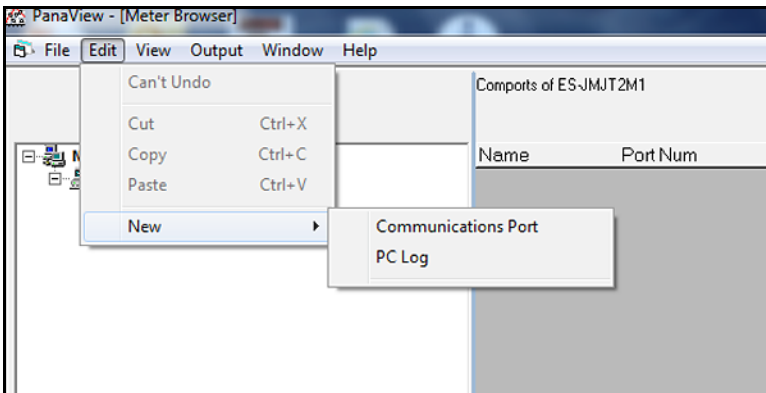 PanaView - [Meter Browser]
File Edit View Output Window Help
Can't Undo
Cut Ctrl+X
Copy Ctrl+C
Paste Ctrl+V
New
Communications Port
PC Log
Comports of ES-JMJT2M1
Name Port Num